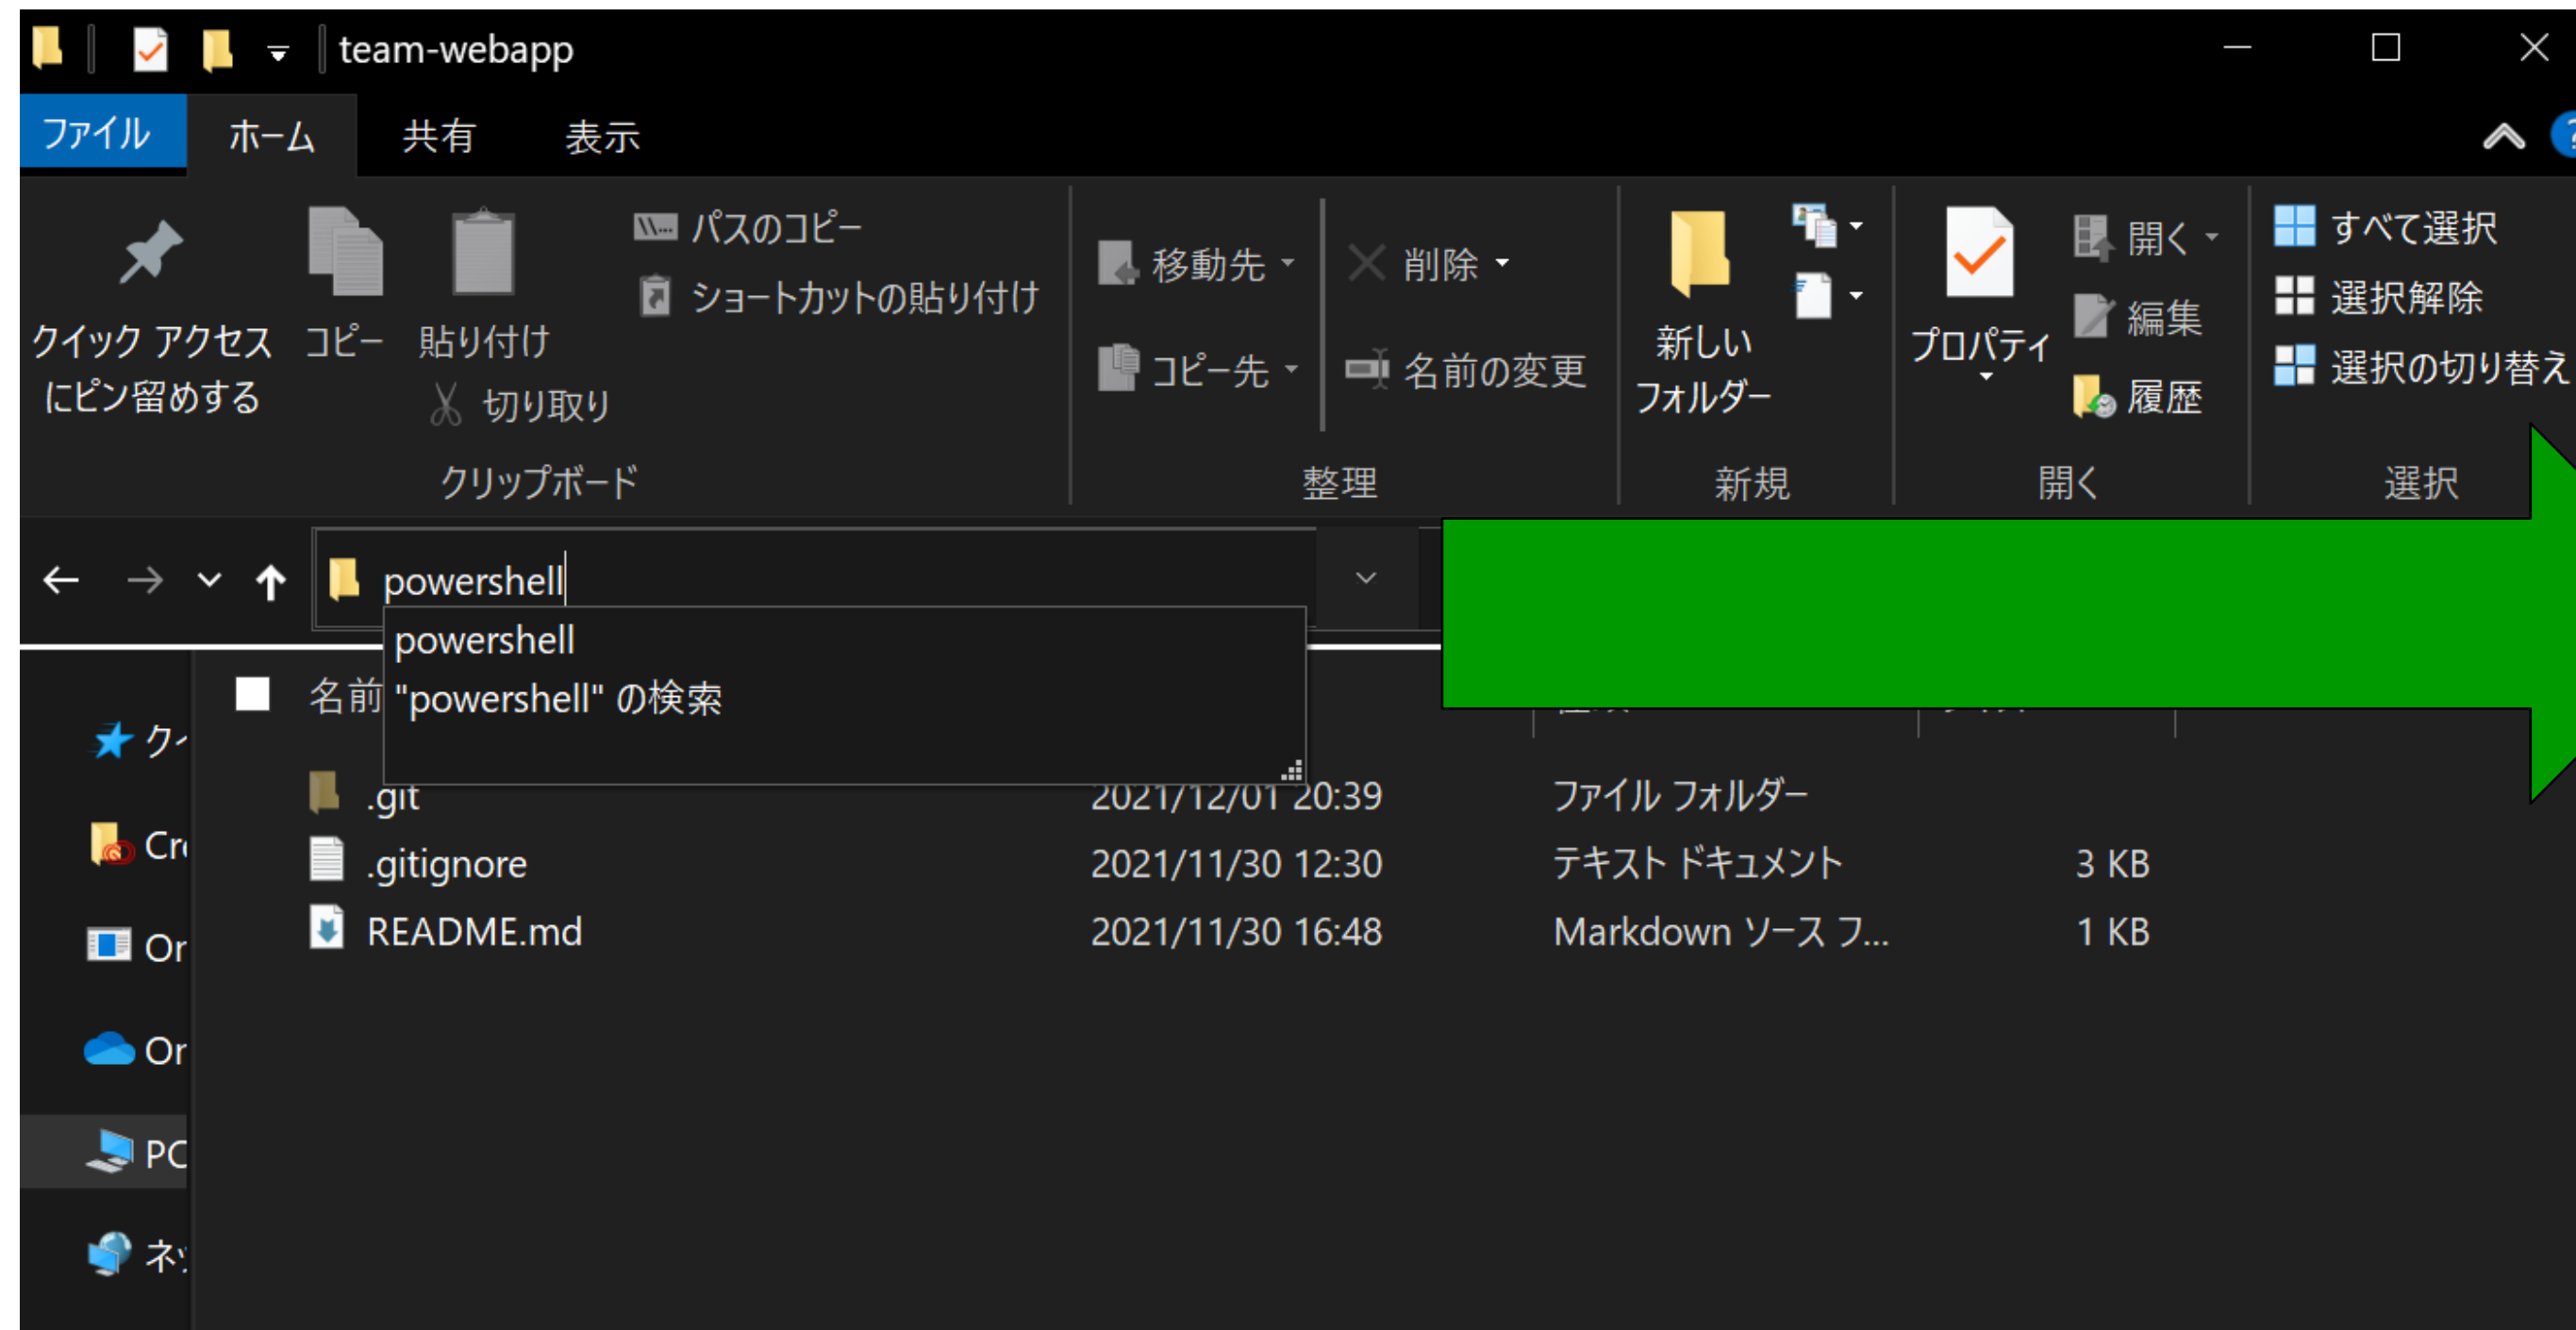 team-webapp
ファイル ホーム 共有 表示
クイック アクセス
にピン留めする
コピー
貼り付け
パスのコピー
ショートカットの貼り付け
切り取り
クリップボード
移動先
コピー先
削除
名前の変更
整理
新しい
フォルダー
新規
プロパティ
開く
編集
履歴
開く
すべて選択
選択解除
選択の切り替え
選択
powershell
powershell
"powershell" の検索
名前
.git 2021/12/01 20:39 ファイル フォルダー
.gitignore 2021/11/30 12:30 テキスト ドキュメント 3 KB
README.md 2021/11/30 16:48 Markdown ソース フ... 1 KB
PC